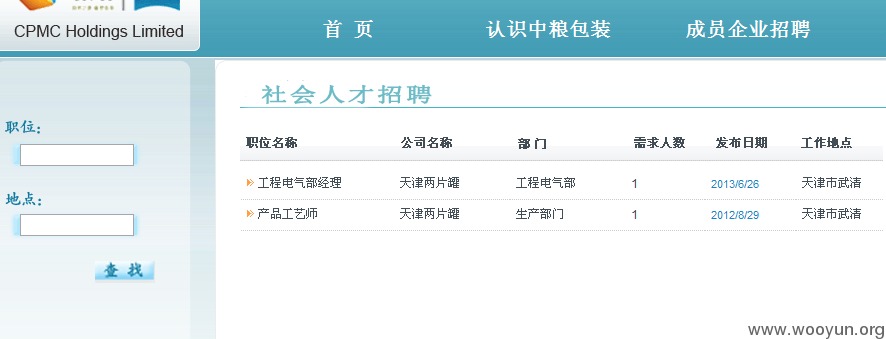 CPMC Holdings Limited
首 页 认识中粮包装 成员企业招聘
社会人才招聘
职位：
地点：
查 找
职位名称 公司名称 部 门 需求人数 发布日期 工作地点
工程电气部经理 天津两片罐 工程电气部 1 2013/6/26 天津市武清
产品工艺师 天津两片罐 生产部门 1 2012/8/29 天津市武清
www.wooyun.org